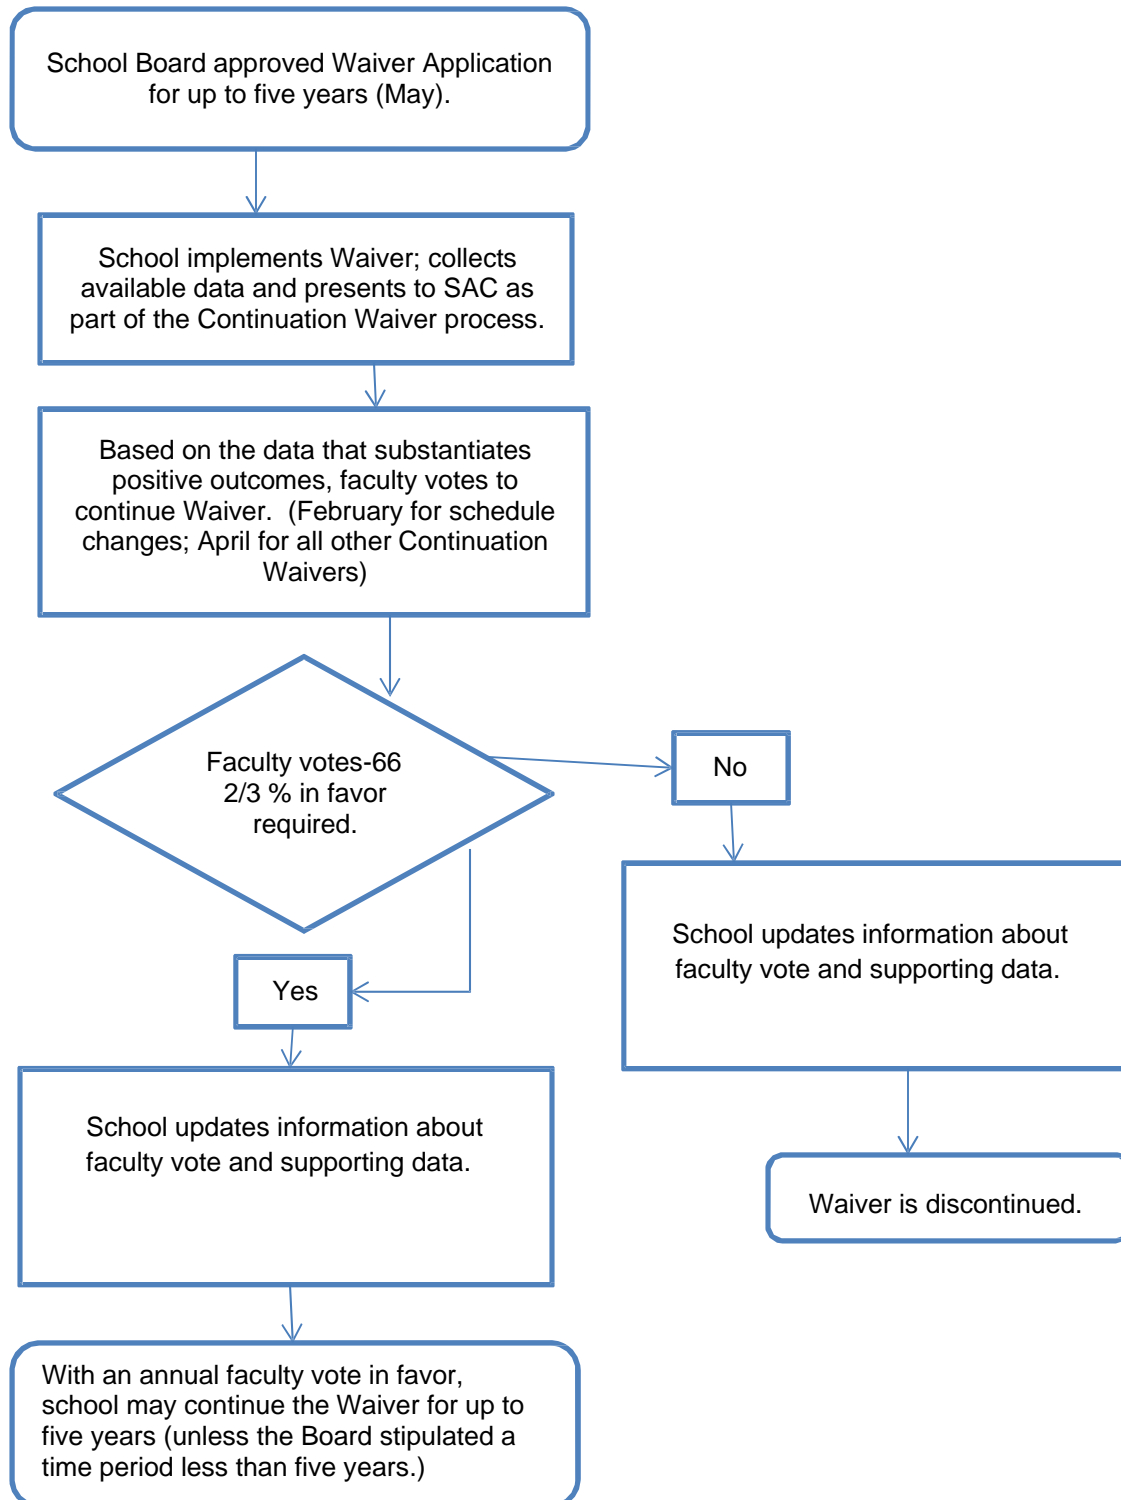 School Board approved Waiver Application
for up to five years (May).
School implements Waiver; collects
available data and presents to SAC as
part of the Continuation Waiver process.
Based on the data that substantiates
positive outcomes, faculty votes to
continue Waiver.  (February for schedule
changes; April for all other Continuation
Waivers)
Faculty votes-66
2/3 % in favor
required.
No
School updates information about
faculty vote and supporting data.
Waiver is discontinued.
Yes
School updates information about
faculty vote and supporting data.
With an annual faculty vote in favor,
school may continue the Waiver for up to
five years (unless the Board stipulated a
time period less than five years.)